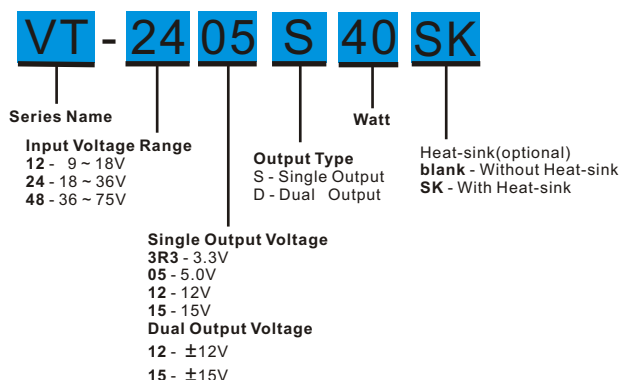 VT - 24 05 S 40 SK
Series Name
Input Voltage Range
12 - 9 ~ 18V
24 - 18 ~ 36V
48 - 36 ~ 75V
Single Output Voltage
3R3 - 3.3V
05 - 5.0V
12 - 12V
15 - 15V
Dual Output Voltage
12 - ±12V
15 - ±15V
Output Type
S - Single Output
D - Dual Output
Watt
Heat-sink(optional)
blank - Without Heat-sink
SK - With Heat-sink